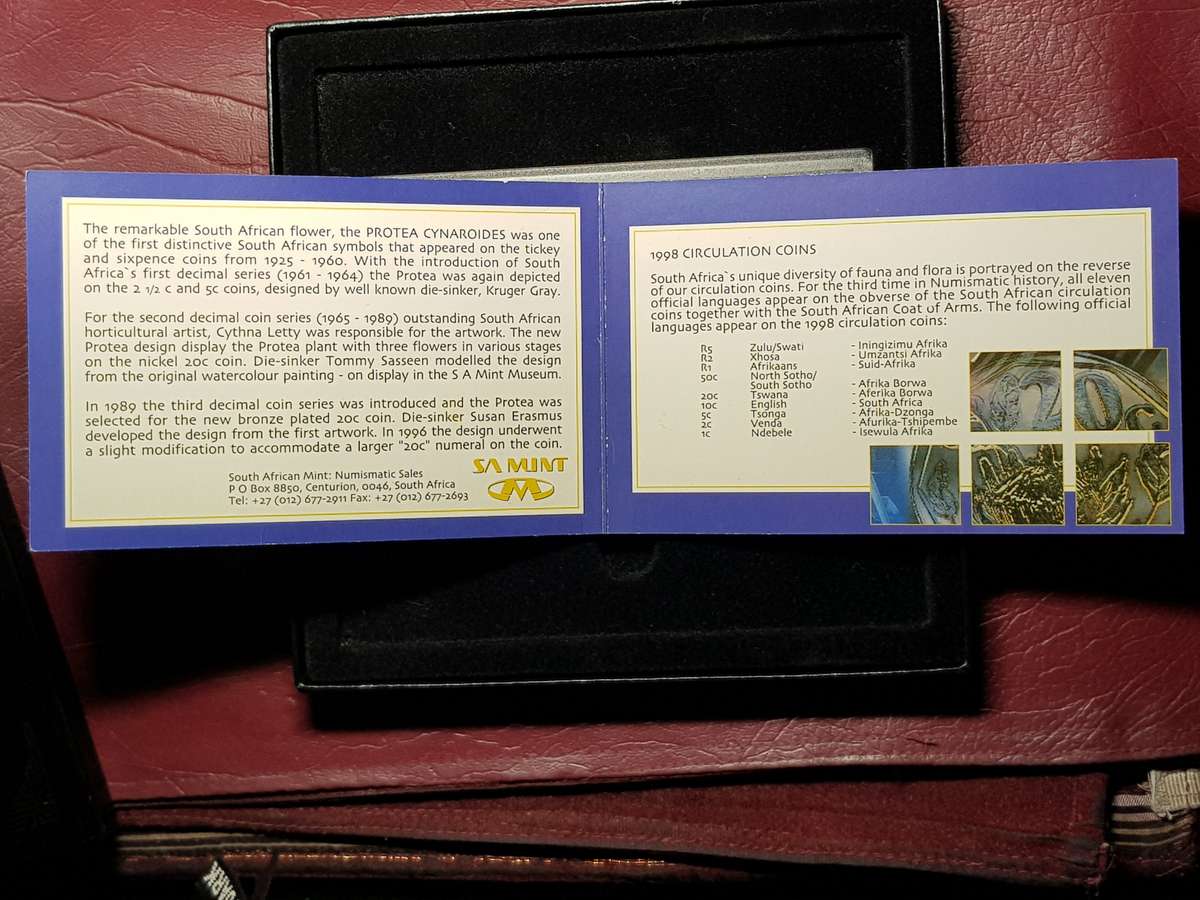 The remarkable South African flower, the PROTEA CYNAROIDES was one
of the first distinctive South African symbols that appeared on the tickey
and sixpence coins from 1925 - 1960. With the introduction of South
Africa`s first decimal series (1961 - 1964) the Protea was again depicted
on the 2 1/2 c and 5c coins, designed by well known die-sinker, Kruger Gray.
For the second decimal coin series (1965 - 1989) outstanding South African
horticultural artist, Cythna Letty was responsible for the artwork. The new
Protea design display the Protea plant with three flowers in various stages
on the nickel 20c coin. Die-sinker Tommy Sasseen modelled the design
from the original watercolour painting - on display in the S A Mint Museum.
In 1989 the third decimal coin series was introduced and the Protea was
selected for the new bronze plated 20c coin. Die-sinker Susan Erasmus
developed the design from the first artwork. In 1996 the design underwent
a slight modification to accommodate a larger "20c" numeral on the coin.
South African Mint: Numismatic Sales
P O Box 8850, Centurion, 0046, South Africa
Tel: +27 (012) 677-2911 Fax: +27 (012) 677-2693
SA MINT
1998 CIRCULATION COINS
South Africa`s unique diversity of fauna and flora is portrayed on the reverse
of our circulation coins. For the third time in Numismatic history, all eleven
official languages appear on the obverse of the South African circulation
coins together with the South African Coat of Arms. The following official
languages appear on the 1998 circulation coins:
R5 Zulu/Swati - Iningizimu Afrika
R2 Xhosa - Umzantsi Afrika
R1 Afrikaans - Suid-Afrika
50c North Sotho/
South Sotho - Afrika Borwa
20c Tswana - Aferika Borwa
10c English - South Africa
5c Tsonga - Afrika-Dzonga
2c Venda - Afurika-Tshipembe
1c Ndebele - Isewula Afrika
20c